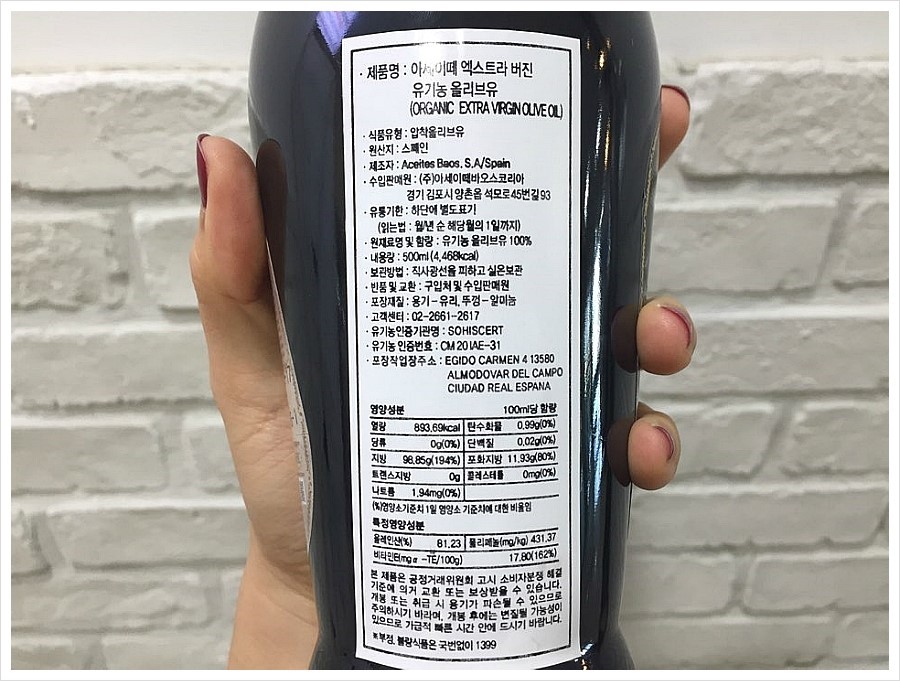 · 제품명 : 아세이떼 엑스트라 버진
유기농 올리브유
(ORGANIC EXTRA VIRGIN OLIVE OIL)
· 식품유형 : 압착올리브유
· 원산지 : 스페인
· 제조자 : Aceites Baos. S.A/Spain
· 수입판매원 : (주)아세이떼바오스코리아
경기 김포시 양촌읍 석모로45번길 93
· 유통기한 : 하단에 별도표기
(읽는법 : 월/년 순 해당월의 1일까지)
· 원재료명 및 함량 : 유기농 올리브유 100%
· 내용량 : 500ml (4,468kcal)
· 보관방법 : 직사광선을 피하고 실온보관
· 반품 및 교환 : 구입처 및 수입판매원
· 포장재질 : 용기 - 유리, 뚜껑 - 알미늄
· 고객센터 : 02-2661-2617
· 유기농인증기관명 : SOHISCERT
· 유기농 인증번호 : CM 20 IAE-31
· 포장작업장주소 : EGIDO CARMEN 4 13580
ALMODOVAR DEL CAMPO
CIUDAD REAL ESPANA
영양성분 100ml당 함량
열량 893.69kcal 탄수화물 0.99g(0%)
당류 0g(0%) 단백질 0.02g(0%)
지방 98.85g(194%) 포화지방 11.93g(80%)
트랜스지방 0g 콜레스테롤 0mg(0%)
나트륨 1.94mg(0%)
(%)영양소기준치 1일 영양소 기준치에 대한 비율임
특정영양성분
올레인산(%) 81.23 폴리페놀(mg/kg) 431.37
비타민E(mg α -TE/100g) 17.80(162%)
본 제품은 공정거래위원회 고시 소비자분쟁 해결
기준에 의거 교환 또는 보상받을 수 있습니다.
개봉 또는 취급 시 용기가 파손될 수 있으므로
주의하시기 바라며, 개봉 후에는 변질될 가능성이
있으므로 가급적 빠른 시간 안에 드시기 바랍니다.
※부정, 불량식품은 국번없이 1399